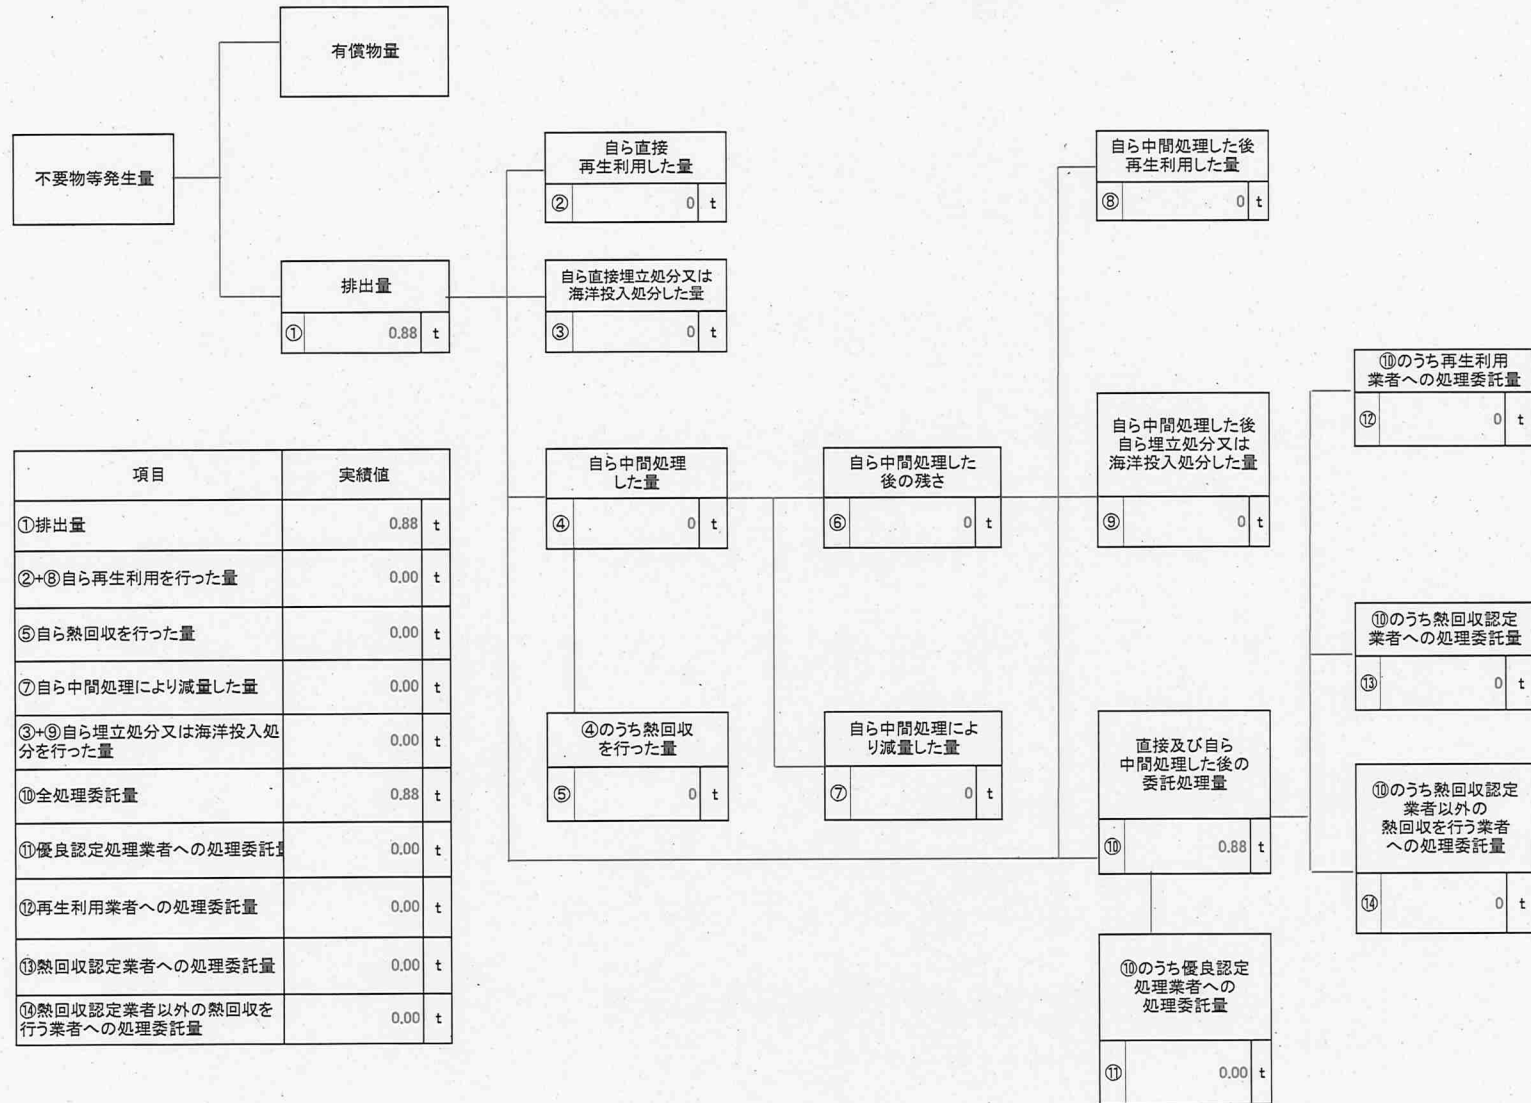 有償物量
不要物等発生量
排出量
① 0.88 t
自ら直接
再生利用した量
② 0 t
自ら直接埋立処分又は
海洋投入処分した量
③ 0 t
自ら中間処理した後
再生利用した量
⑧ 0 t
自ら中間処理
した量
④ 0 t
自ら中間処理した
後の残さ
⑥ 0 t
自ら中間処理した後
自ら埋立処分又は
海洋投入処分した量
⑨ 0 t
⑩のうち再生利用
業者への処理委託量
⑫ 0 t
④のうち熱回収
を行った量
⑤ 0 t
自ら中間処理によ
り減量した量
⑦ 0 t
直接及び自ら
中間処理した後の
委託処理量
⑩ 0.88 t
⑩のうち熱回収認定
業者への処理委託量
⑬ 0 t
⑩のうち熱回収認定
業者以外の
熱回収を行う業者
への処理委託量
⑭ 0 t
⑩のうち優良認定
処理業者への
処理委託量
⑪ 0.00 t
項目 実績値
①排出量 0.88 t
②+⑧自ら再生利用を行った量 0.00 t
⑤自ら熱回収を行った量 0.00 t
⑦自ら中間処理により減量した量 0.00 t
③+⑨自ら埋立処分又は海洋投入処
分を行った量 0.00 t
⑩全処理委託量 0.88 t
⑪優良認定処理業者への処理委託 0.00 t
⑫再生利用業者への処理委託量 0.00 t
⑬熱回収認定業者への処理委託量 0.00 t
⑭熱回収認定業者以外の熱回収を
行う業者への処理委託量 0.00 t